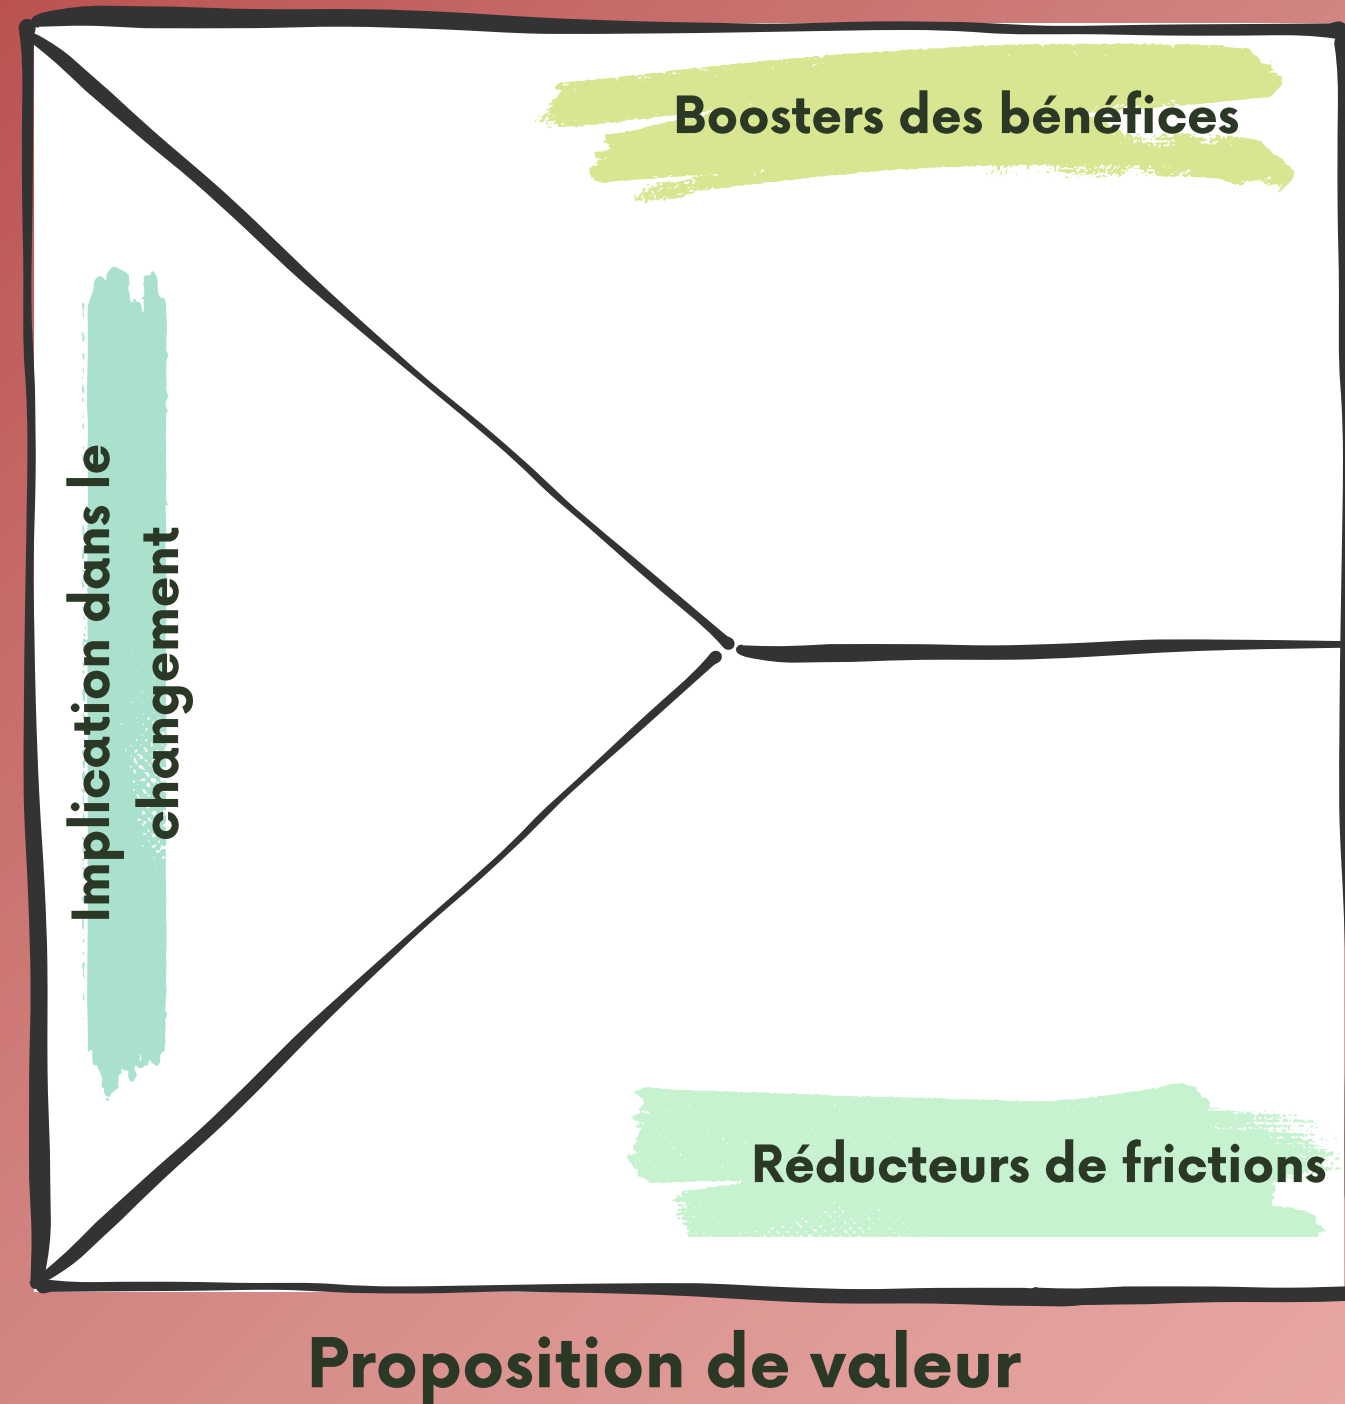 Boosters des bénéfices
Implication dans le
changement
Réducteurs de frictions
Proposition de valeur